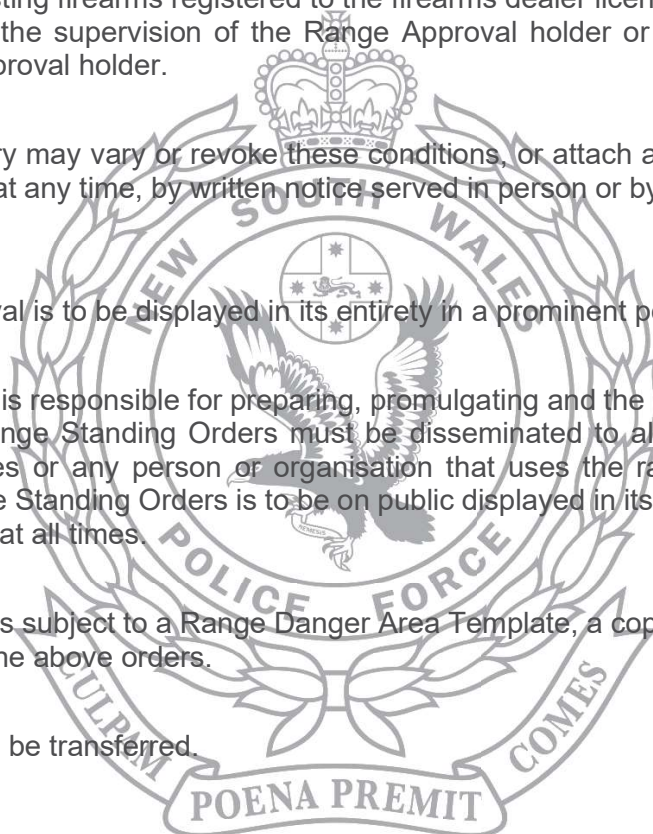 sting firearms registered to the firearms dealer licen
the supervision of the Range Approval holder or
proval holder.
ry may vary or revoke these conditions, or attach a
at any time, by written notice served in person or by
val is to be displayed in its entirety in a prominent p
is responsible for preparing, promulgating and the
nge Standing Orders must be disseminated to al
es or any person or organisation that uses the ra
e Standing Orders is to be on public displayed in its
at all times.
s subject to a Range Danger Area Template, a cop
he above orders.
be transferred.
NEW SOUTH WALES
NEMESIS
POLICE FORCE
CULPAM POENA PREMIT COMES